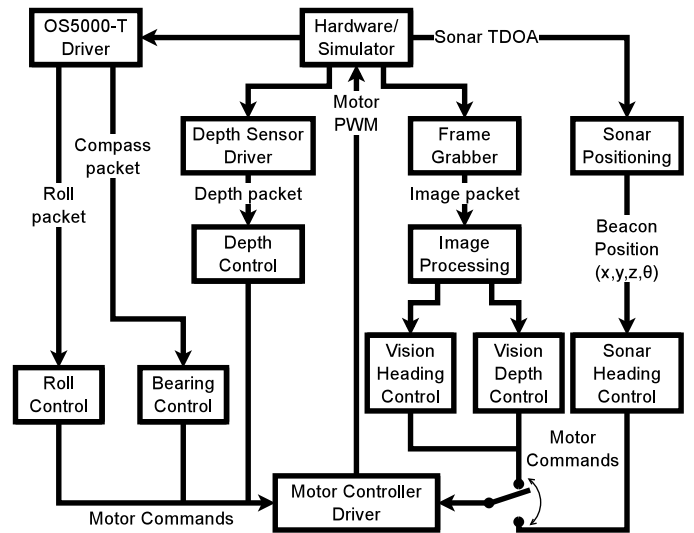 OS5000-T
Driver
Hardware/
Simulator
Sonar TDOA
Motor
PWM
Compass
packet
Depth Sensor
Driver
Frame
Grabber
Sonar
Positioning
Roll
packet
Depth packet
Image packet
Depth
Control
Image
Processing
Beacon
Position
(x,y,z,θ)
Roll
Control
Bearing
Control
Vision
Heading
Control
Vision
Depth
Control
Sonar
Heading
Control
Motor
Commands
Motor Commands
Motor Controller
Driver